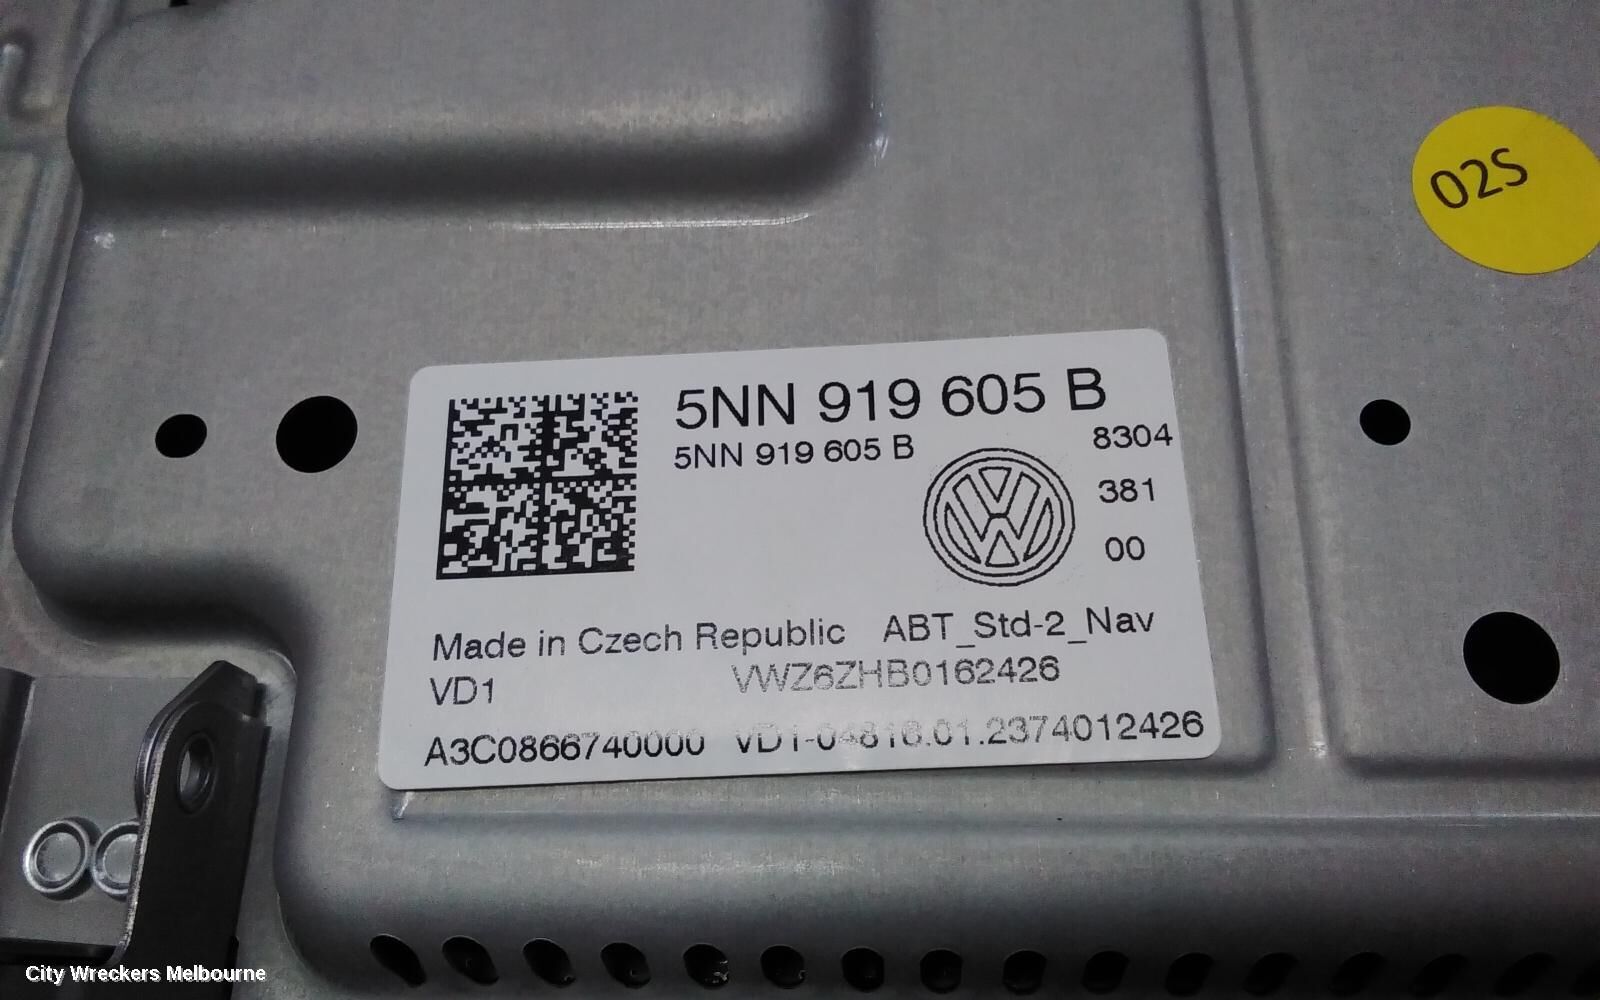 02S
5NN 919 605 B
5NN 919 605 B
8304
381
00
Made in Czech Republic ABT_Std-2_Nav
VD1 VWZ6ZHB0162426
A3C0866740000 VD1-04816.01.2374012426
City Wreckers Melbourne